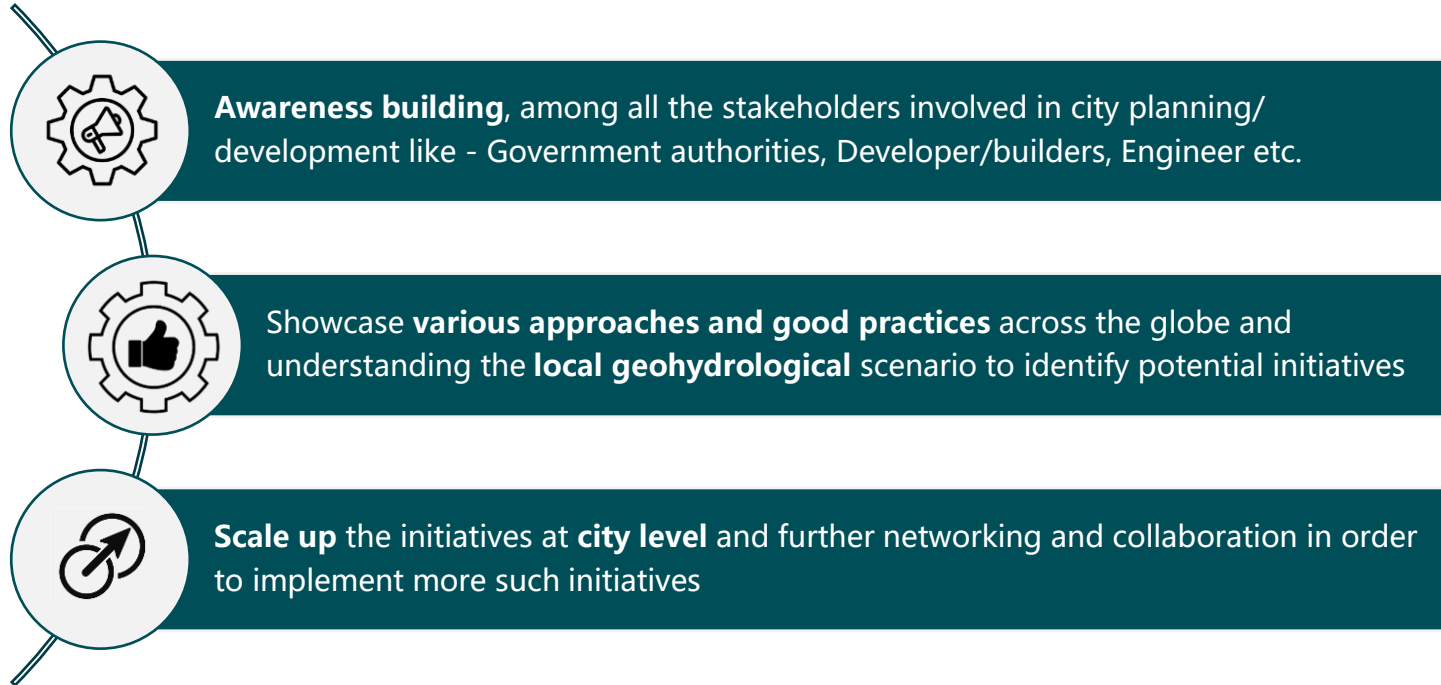 Awareness building, among all the stakeholders involved in city planning/
development like - Government authorities, Developer/builders, Engineer etc.
Showcase various approaches and good practices across the globe and
understanding the local geohydrological scenario to identify potential initiatives
Scale up the initiatives at city level and further networking and collaboration in order
to implement more such initiatives